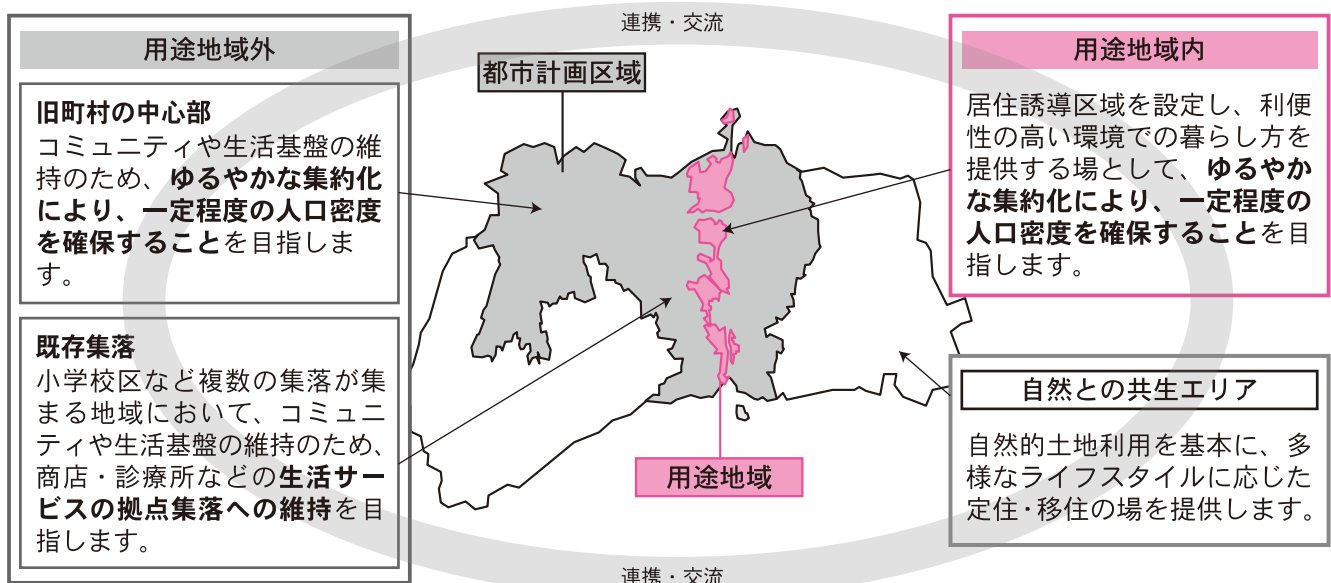 連携・交流
用途地域外
旧町村の中心部
コミュニティや生活基盤の維
持のため、ゆるやかな集約化
により、一定程度の人口密度
を確保することを目指しま
す。
既存集落
小学校区など複数の集落が集
まる地域において、コミュニ
ティや生活基盤の維持のため、
商店・診療所などの生活サー
ビスの拠点集落への維持を目
指します。
都市計画区域
用途地域
用途地域内
居住誘導区域を設定し、利便
性の高い環境での暮らし方を
提供する場として、ゆるやか
な集約化により、一定程度の
人口密度を確保することを目
指します。
自然との共生エリア
自然的土地利用を基本に、多
様なライフスタイルに応じた
定住・移住の場を提供します。
連携・交流